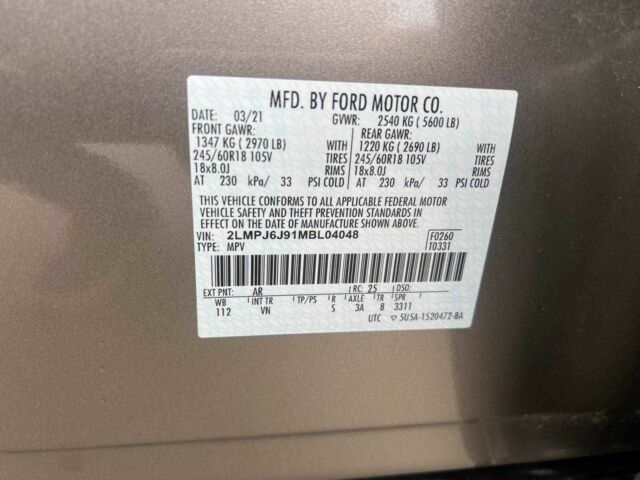 MFD. BY FORD MOTOR CO.
DATE: 03/21 GVWR: 2540 KG ( 5600 LB)
FRONT GAWR: REAR GAWR:
1347 KG ( 2970 LB) WITH 1220 KG ( 2690 LB) WITH
245/60R18 105V TIRES 245/60R18 105V TIRES
18x8.0J RIMS 18x8.0J RIMS
AT 230 kPa/ 33 PSI COLD AT 230 kPa/ 33 PSI COLD
THIS VEHICLE CONFORMS TO ALL APPLICABLE FEDERAL MOTOR
VEHICLE SAFETY AND THEFT PREVENTION STANDARDS IN
EFFECT ON THE DATE OF MANUFACTURE SHOWN ABOVE.
VIN: 2LMPJ6J91MBL04048 F0260
TYPE: MPV T0331
EXT PNT: AR RC: 25 DSO:
WB INT TR TP/PS R AXLE TR SPR
112 VN S 3A 8 3311
UTC ▽ 5U5A-1520472-BA